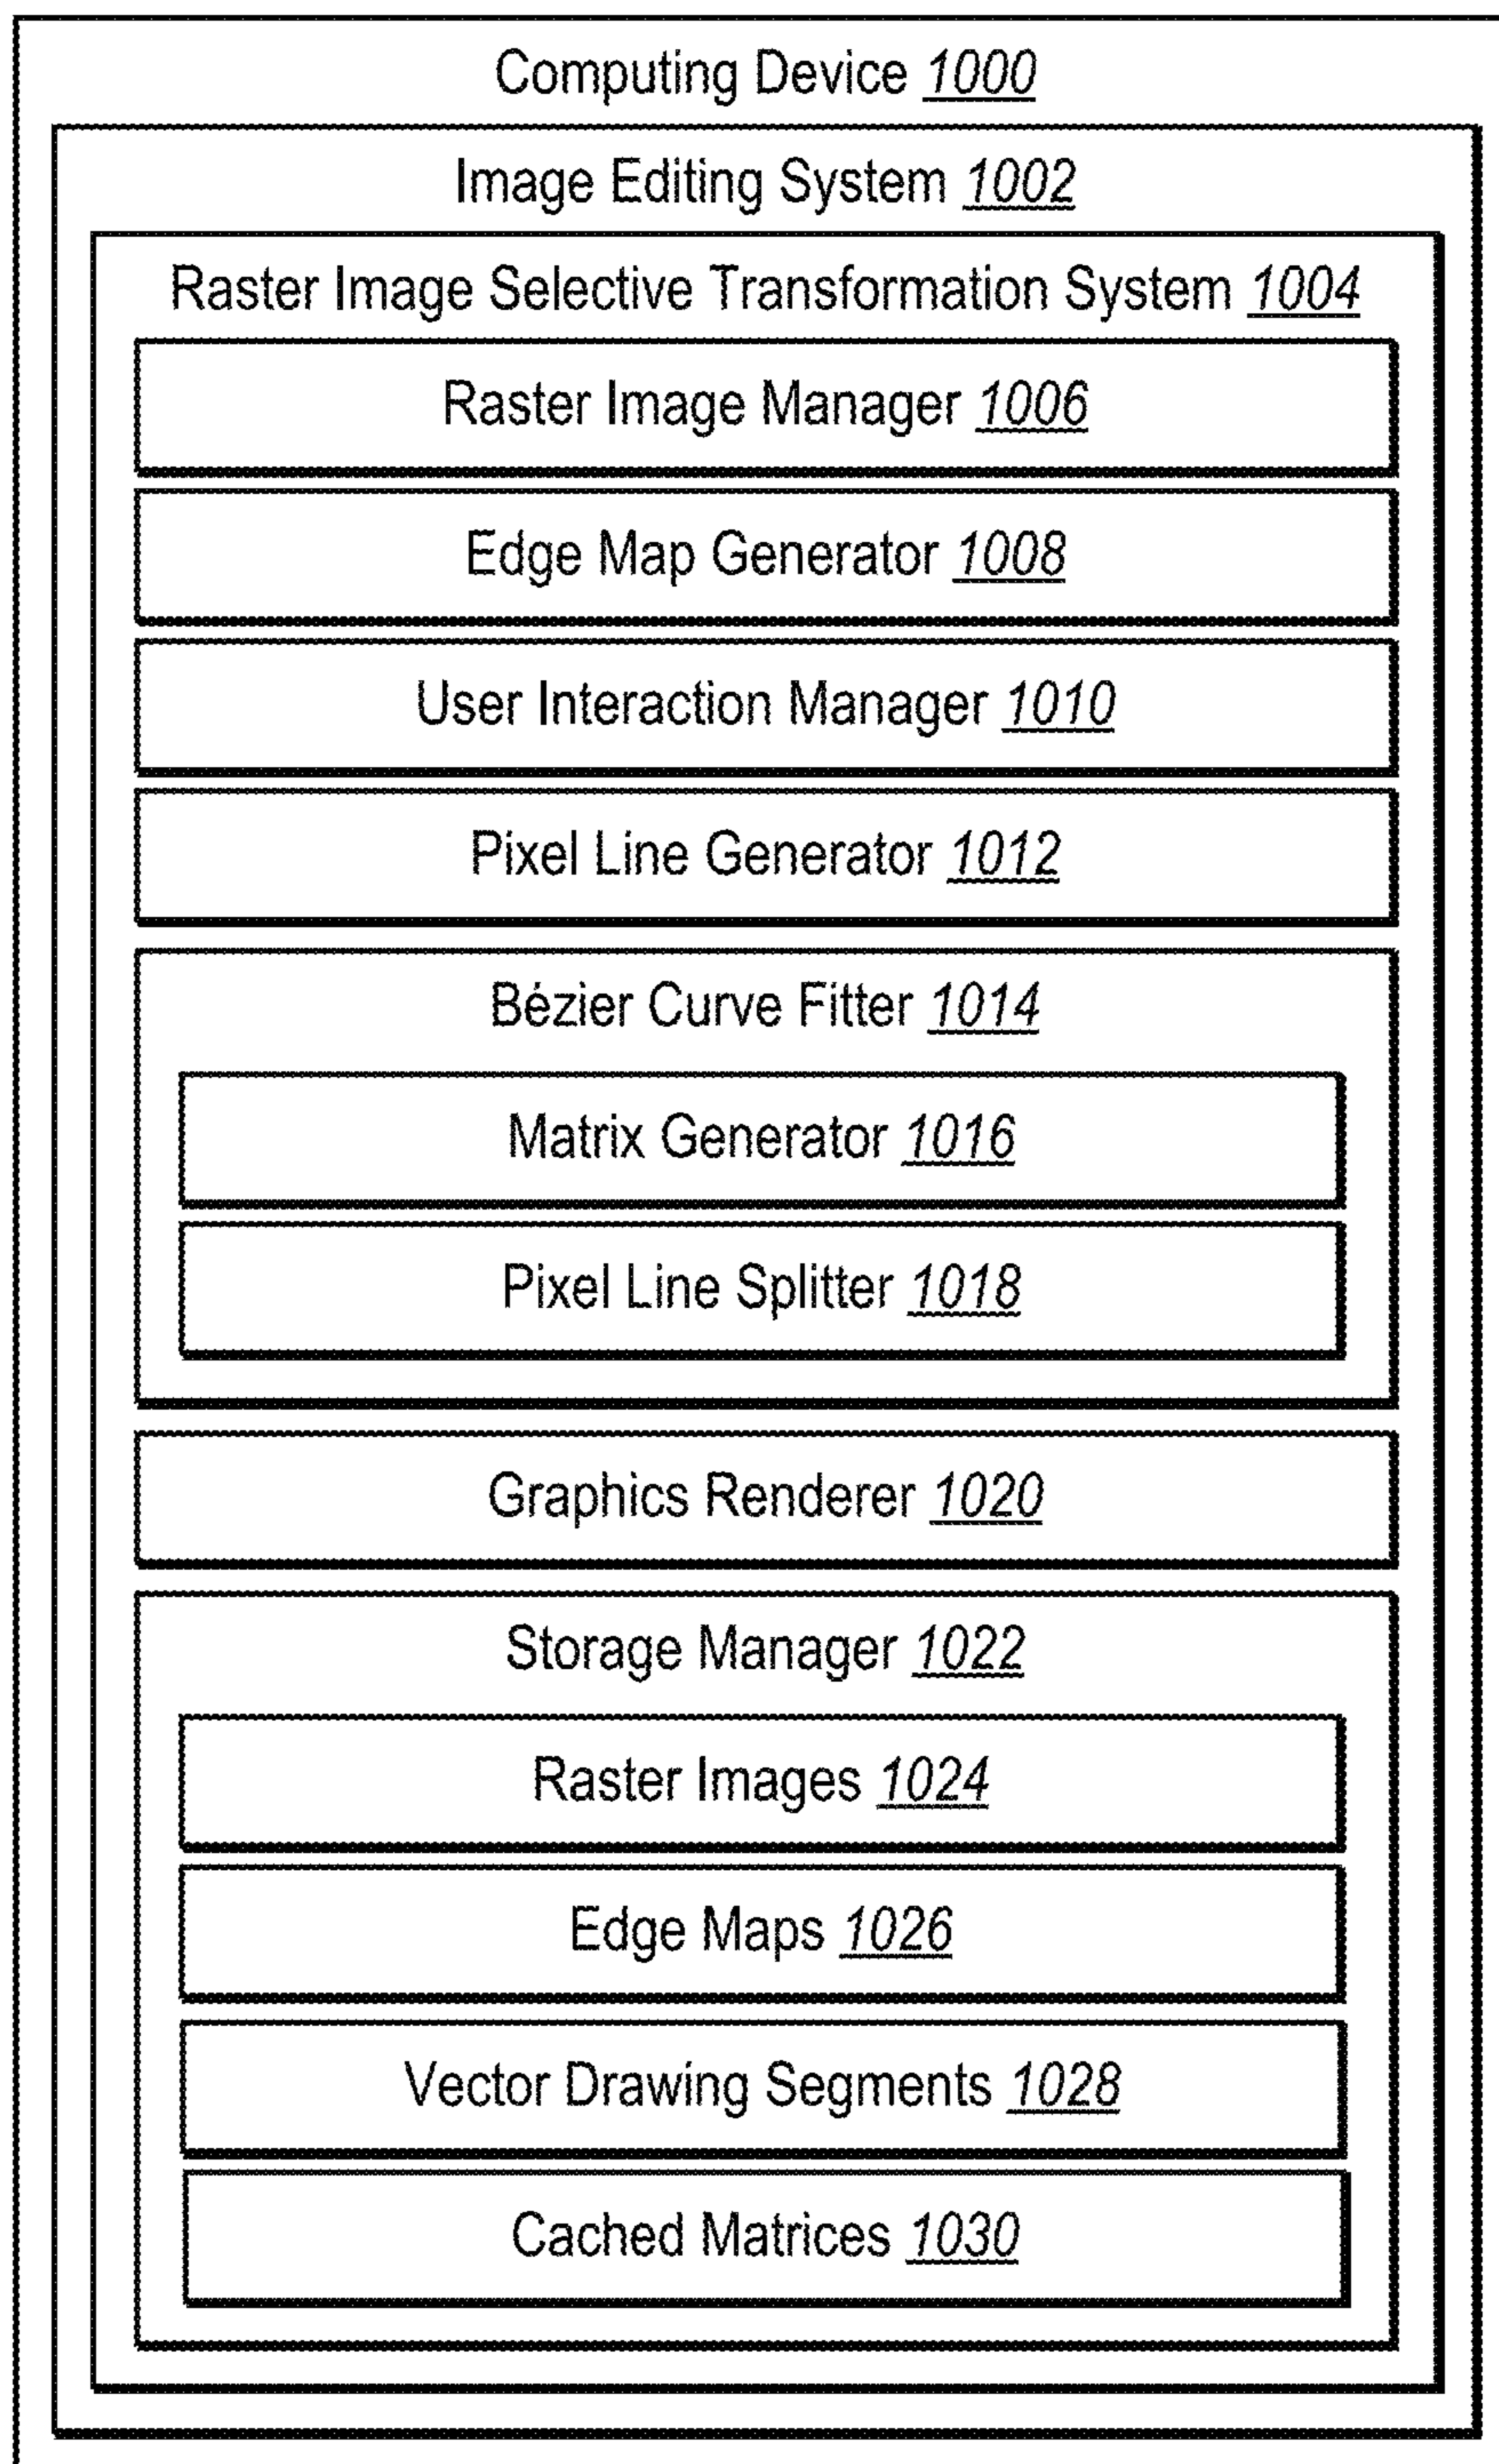 Computing Device 1000
Image Editing System 1002
Raster Image Selective Transformation System 1004
Raster Image Manager 1006
Edge Map Generator 1008
User Interaction Manager 1010
Pixel Line Generator 1012
Bézier Curve Fitter 1014
Matrix Generator 1016
Pixel Line Splitter 1018
Graphics Renderer 1020
Storage Manager 1022
Raster Images 1024
Edge Maps 1026
Vector Drawing Segments 1028
Cached Matrices 1030